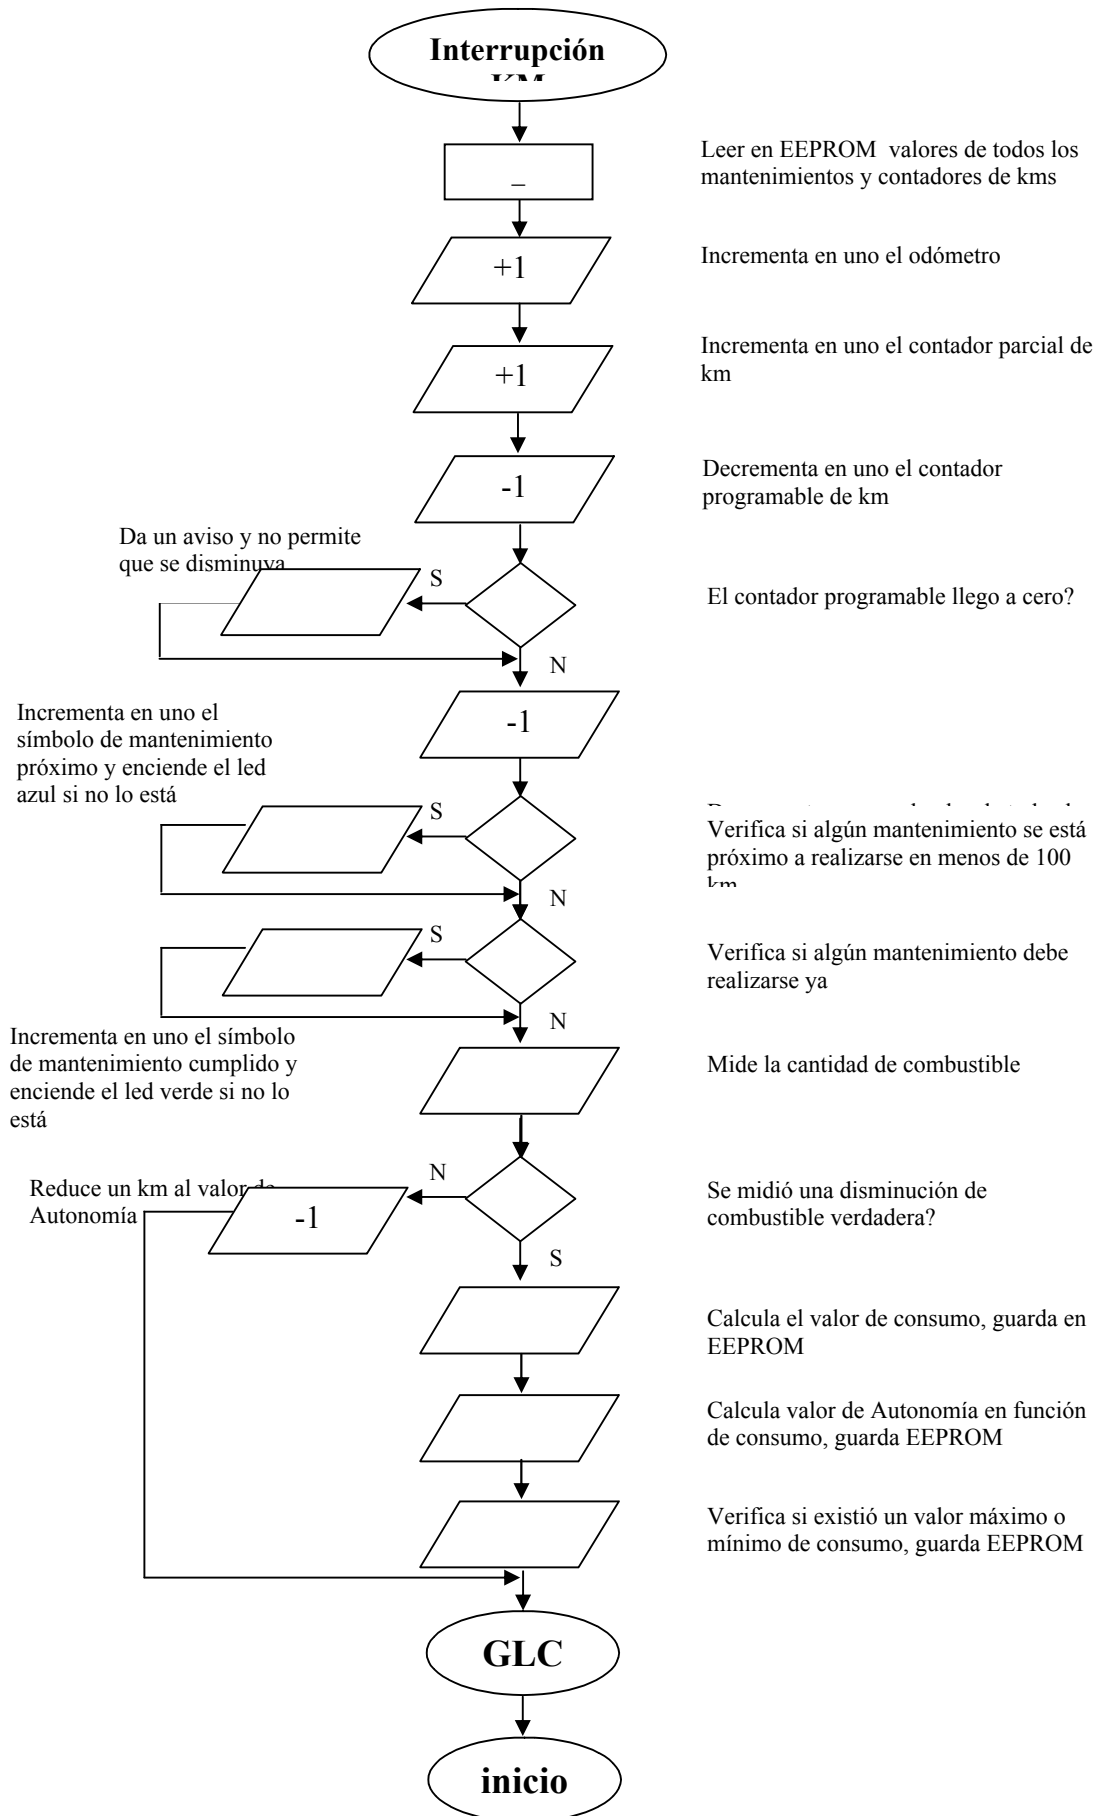 Interrupción
KM
Leer en EEPROM valores de todos los
mantenimientos y contadores de kms
_
+1
Incrementa en uno el odómetro
+1
Incrementa en uno el contador parcial de
km
-1
Decrementa en uno el contador
programable de km
Da un aviso y no permite
que se disminuya
S
El contador programable llego a cero?
N
-1
Incrementa en uno el
símbolo de mantenimiento
próximo y enciende el led
azul si no lo está
S
Verifica si algún mantenimiento se está
próximo a realizarse en menos de 100
km
N
S
Verifica si algún mantenimiento debe
realizarse ya
N
Incrementa en uno el símbolo
de mantenimiento cumplido y
enciende el led verde si no lo
está
Mide la cantidad de combustible
Reduce un km al valor de
Autonomía
-1
N
Se midió una disminución de
combustible verdadera?
S
Calcula el valor de consumo, guarda en
EEPROM
Calcula valor de Autonomía en función
de consumo, guarda EEPROM
Verifica si existió un valor máximo o
mínimo de consumo, guarda EEPROM
GLC
inicio